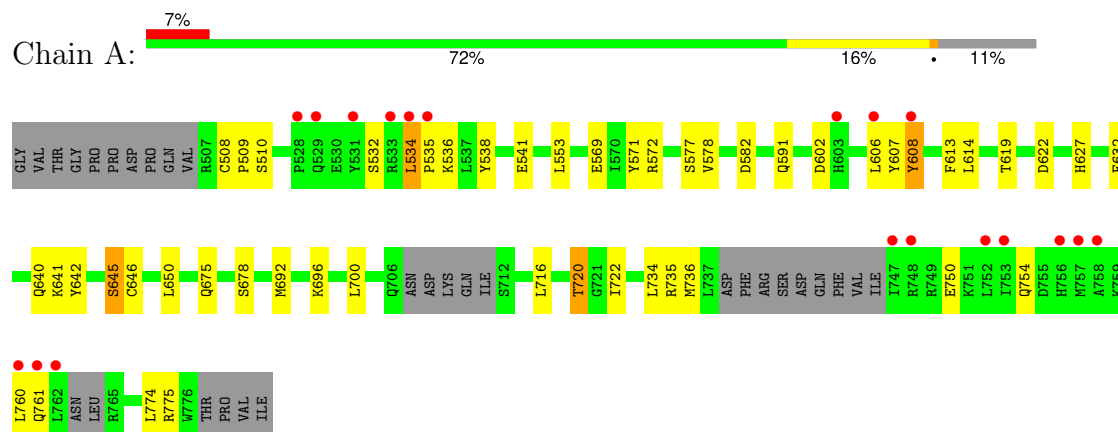 7%
Chain A:
72% 16% • 11%
GLY VAL THR GLY PRO PRO ASP PRO GLN VAL R507 C508 P509 S510 P528 Q529 E530 Y531 S532 R533 L534 P535 K536 L537 Y538 E541 L553 E569 I570 Y571 R572 S577 V578 D582 Q591 D602 H603 L606 Y607 Y608 F613 L614 T619 D622 H627
Q640 K641 Y642 S645 C646 L650 Q675 S678 M692 K696 L700 Q706 ASN ASP LYS GLN ILE S712 L716 T720 G721 I722 L734 R735 M736 L737 ASP PHE ARG SER ASP GLN PHE VAL ILE I747 R748 R749 E750 K751 L752 I753 Q754 D755 H756 M757 A758 K759
L760 Q761 L762 ASN LEU R765 L774 R775 W776 THR PRO VAL ILE